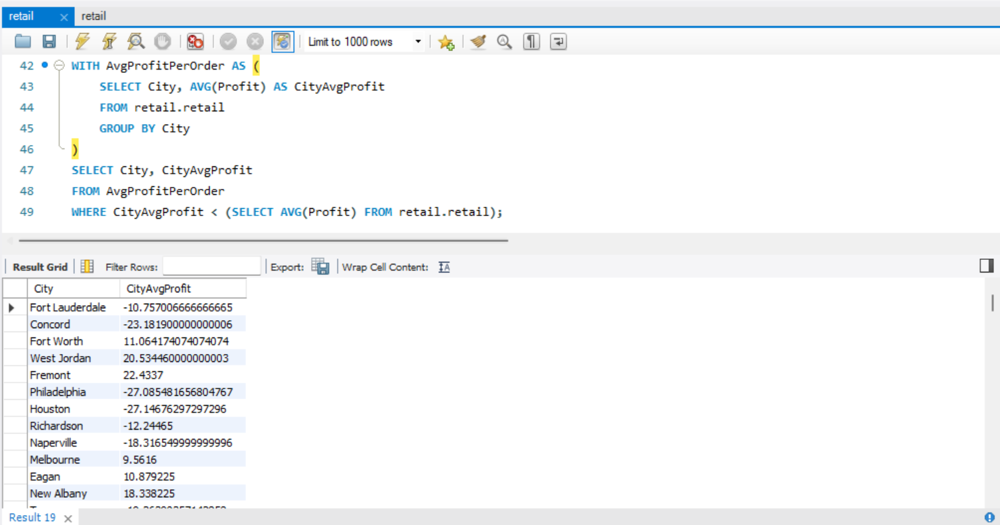 retail retail
Limit to 1000 rows
42 WITH AvgProfitPerOrder AS (
43 SELECT City, AVG(Profit) AS CityAvgProfit
44 FROM retail.retail
45 GROUP BY City
46 )
47 SELECT City, CityAvgProfit
48 FROM AvgProfitPerOrder
49 WHERE CityAvgProfit < (SELECT AVG(Profit) FROM retail.retail);
Result Grid Filter Rows: Export: Wrap Cell Content:
City CityAvgProfit
Fort Lauderdale -10.757006666666665
Concord -23.181900000000006
Fort Worth 11.064174074074074
West Jordan 20.534460000000003
Fremont 22.4337
Philadelphia -27.085481656804767
Houston -27.14676297297296
Richardson -12.24465
Naperville -18.316549999999996
Melbourne 9.5616
Eagan 10.879225
New Albany 18.338225
Result 19